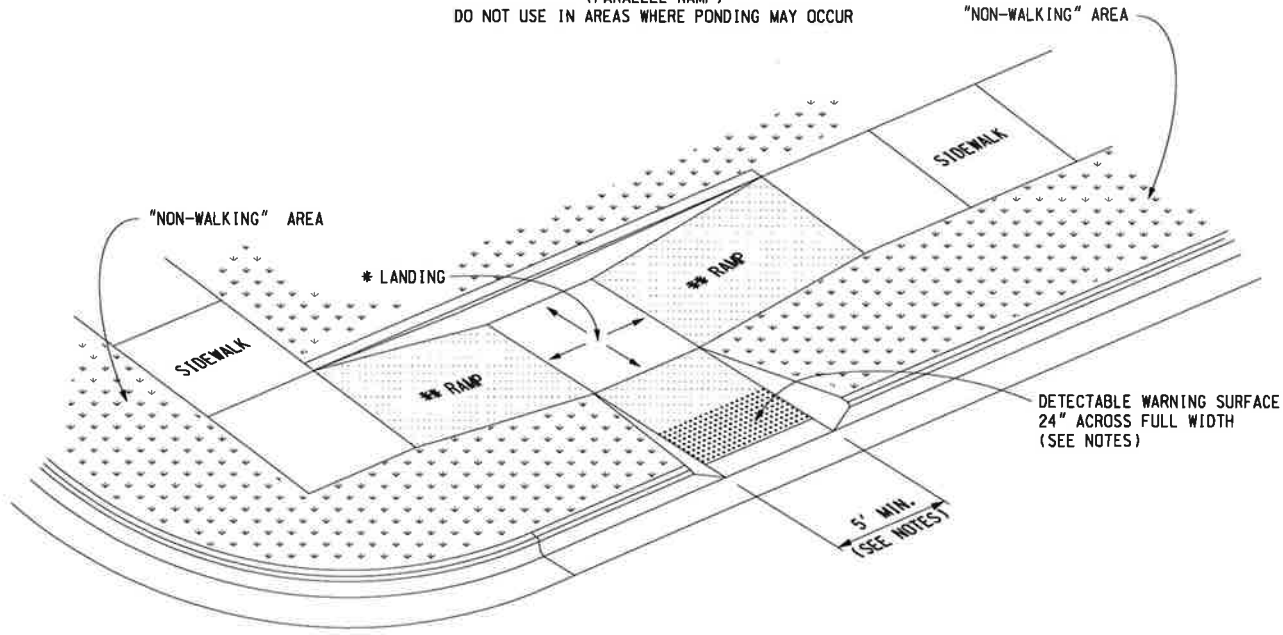 (PARALLEL RAMP)
DO NOT USE IN AREAS WHERE PONDING MAY OCCUR
"NON-WALKING" AREA
SIDEWALK
"NON-WALKING" AREA
* LANDING
** RAMP
SIDEWALK
** RAMP
DETECTABLE WARNING SURFACE
24" ACROSS FULL WIDTH
(SEE NOTES)
5' MIN.
(SEE NOTES)